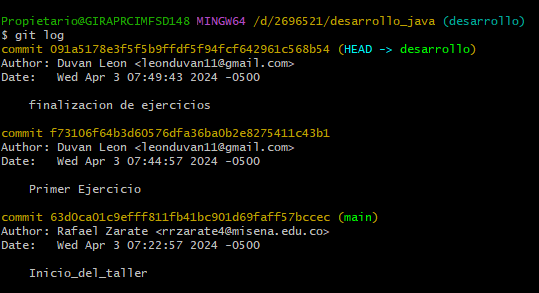 Propietario@GIRAPRCIMFSD148 MINGW64 /d/2696521/desarrollo_java (desarrollo)
$ git log
commit 091a5178e3f5f5b9ffdf5f94fcf642961c568b54 (HEAD -> desarrollo)
Author: Duvan Leon <leonduvan11@gmail.com>
Date:   Wed Apr 3 07:49:43 2024 -0500
    finalizacion de ejercicios
commit f73106f64b3d60576dfa36ba0b2e8275411c43b1
Author: Duvan Leon <leonduvan11@gmail.com>
Date:   Wed Apr 3 07:44:57 2024 -0500
    Primer Ejercicio
commit 63d0ca01c9efff811fb41bc901d69faff57bccec (main)
Author: Rafael Zarate <rrzarate4@misena.edu.co>
Date:   Wed Apr 3 07:22:57 2024 -0500
    Inicio_del_taller